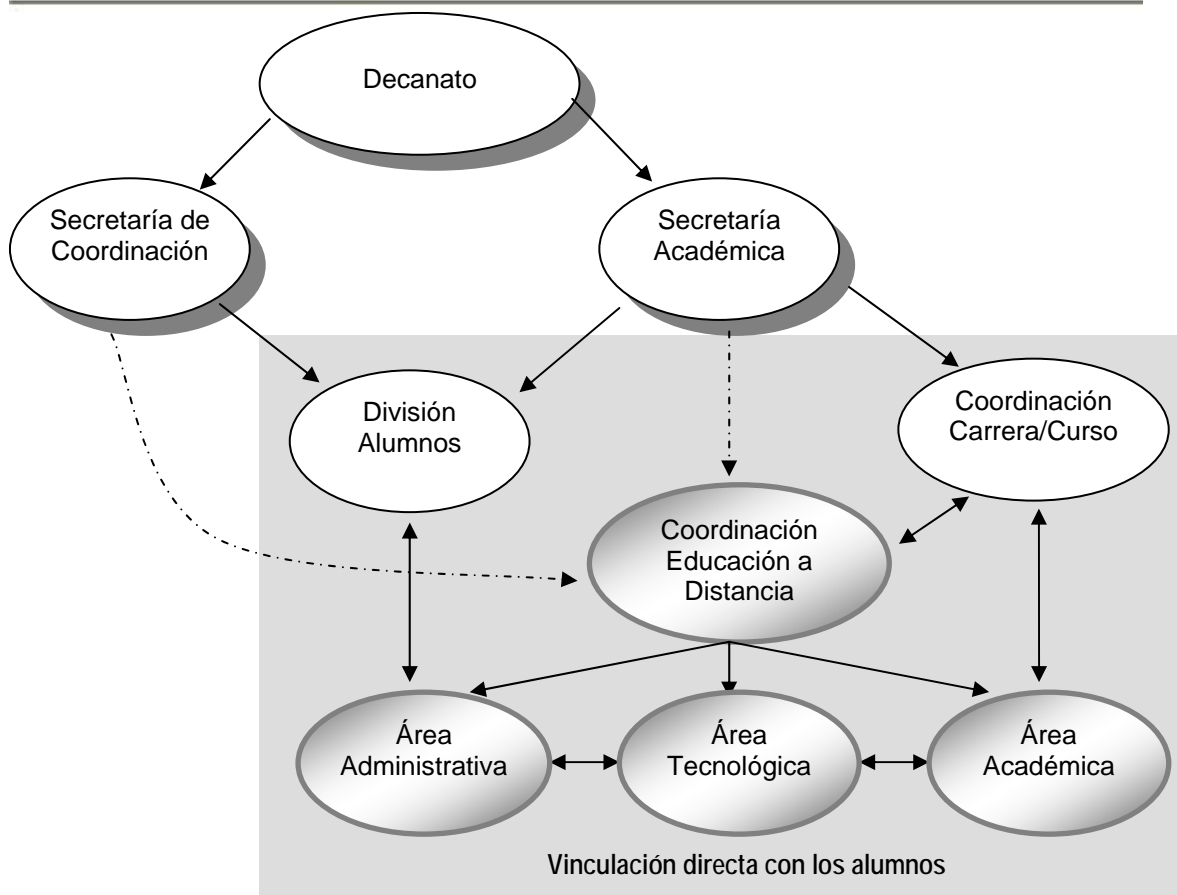 Decanato
Secretaría de
Coordinación
Secretaría
Académica
División
Alumnos
Coordinación
Carrera/Curso
Coordinación
Educación a
Distancia
Área
Administrativa
Área
Tecnológica
Área
Académica
Vinculación directa con los alumnos